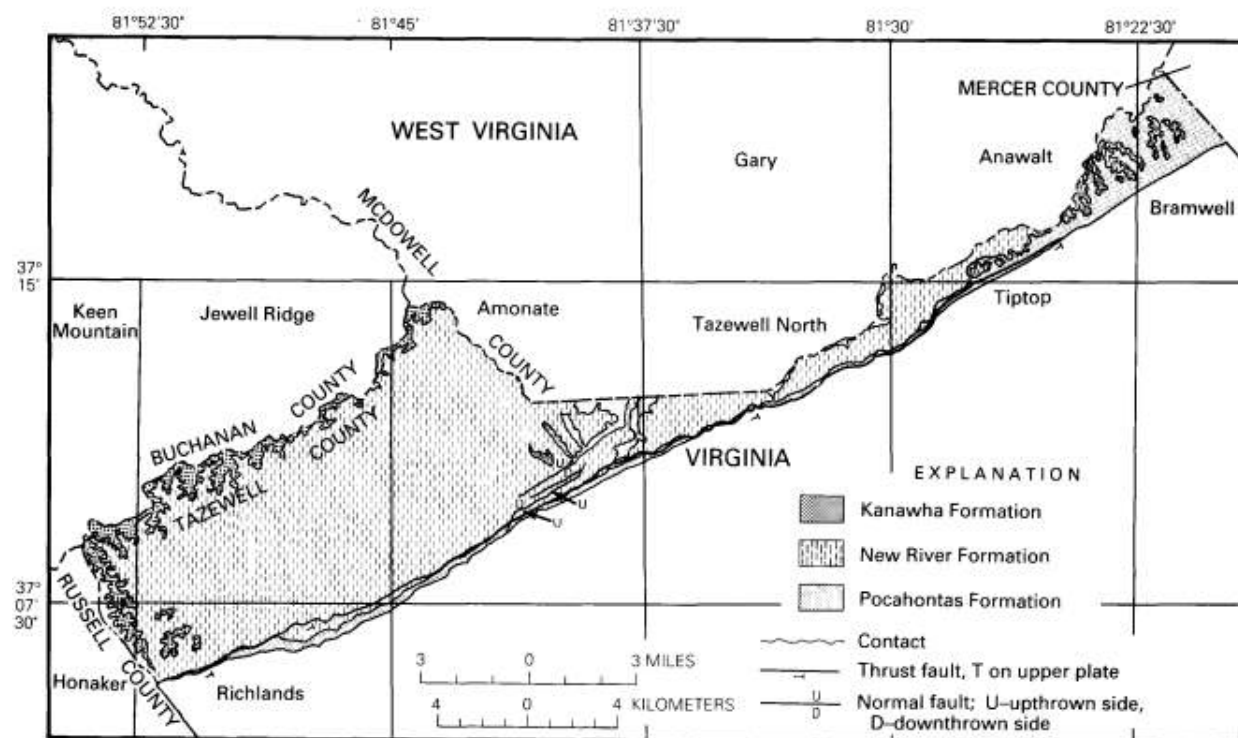 81°52'30" 81°45' 81°37'30" 81°30' 81°22'30"
MERCER COUNTY
WEST VIRGINIA
Gary
Anawalt
MCDOWELL
Bramwell
37°
15'
Keen
Mountain
Jewell Ridge
Amonate
Tiptop
Tazewell North
COUNTY
BUCHANAN COUNTY
TAZEWELL COUNTY
VIRGINIA
U
D
U
U
EXPLANATION
Kanawha Formation
New River Formation
Pocahontas Formation
37°
07'
30"
RUSSELL COUNTY
Contact
Thrust fault, T on upper plate
U
D
Normal fault; U–upthrown side,
D–downthrown side
Honaker
Richlands
3 0 3 MILES
4 0 4 KILOMETERS